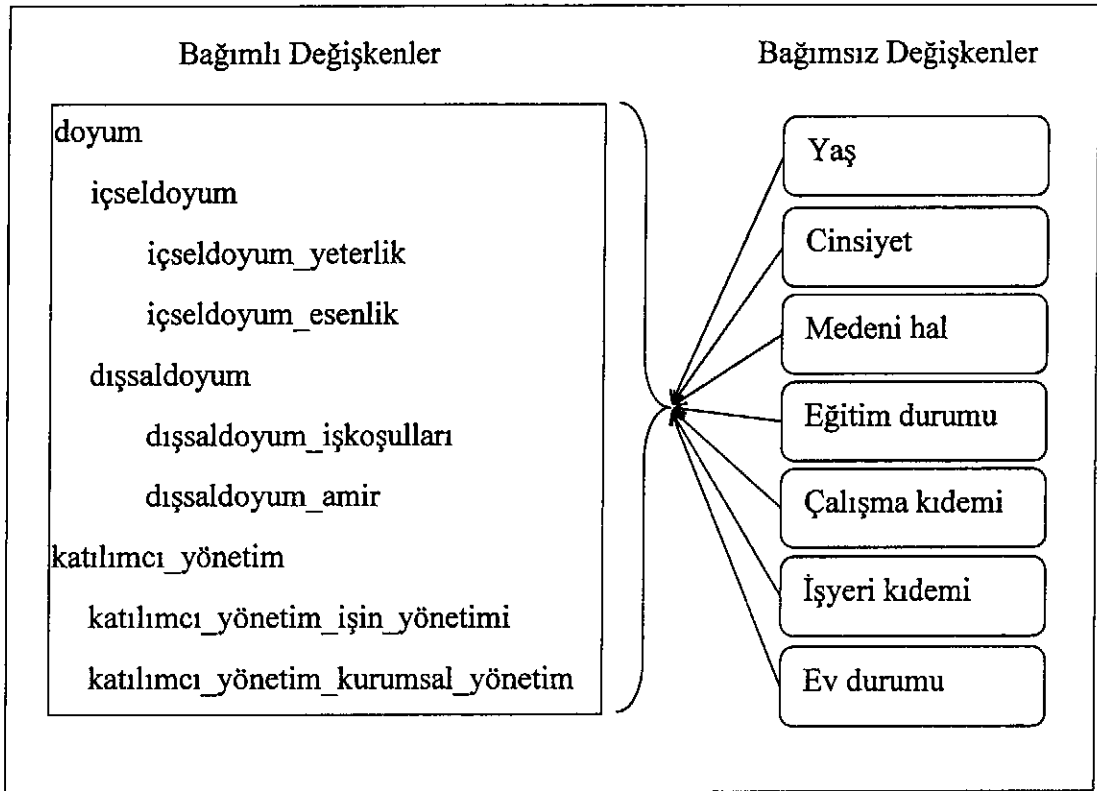 Bağımlı Değişkenler
doyum
içseldoyum
içseldoyum_yeterlik
içseldoyum_esenlik
dışsaldoyum
dışsaldoyum_işkoşulları
dışsaldoyum_amir
katılımcı_yönetim
katılımcı_yönetim_işin_yönetimi
katılımcı_yönetim_kurumsal_yönetim
Bağımsız Değişkenler
Yaş
Cinsiyet
Medeni hal
Eğitim durumu
Çalışma kıdemi
İşyeri kıdemi
Ev durumu